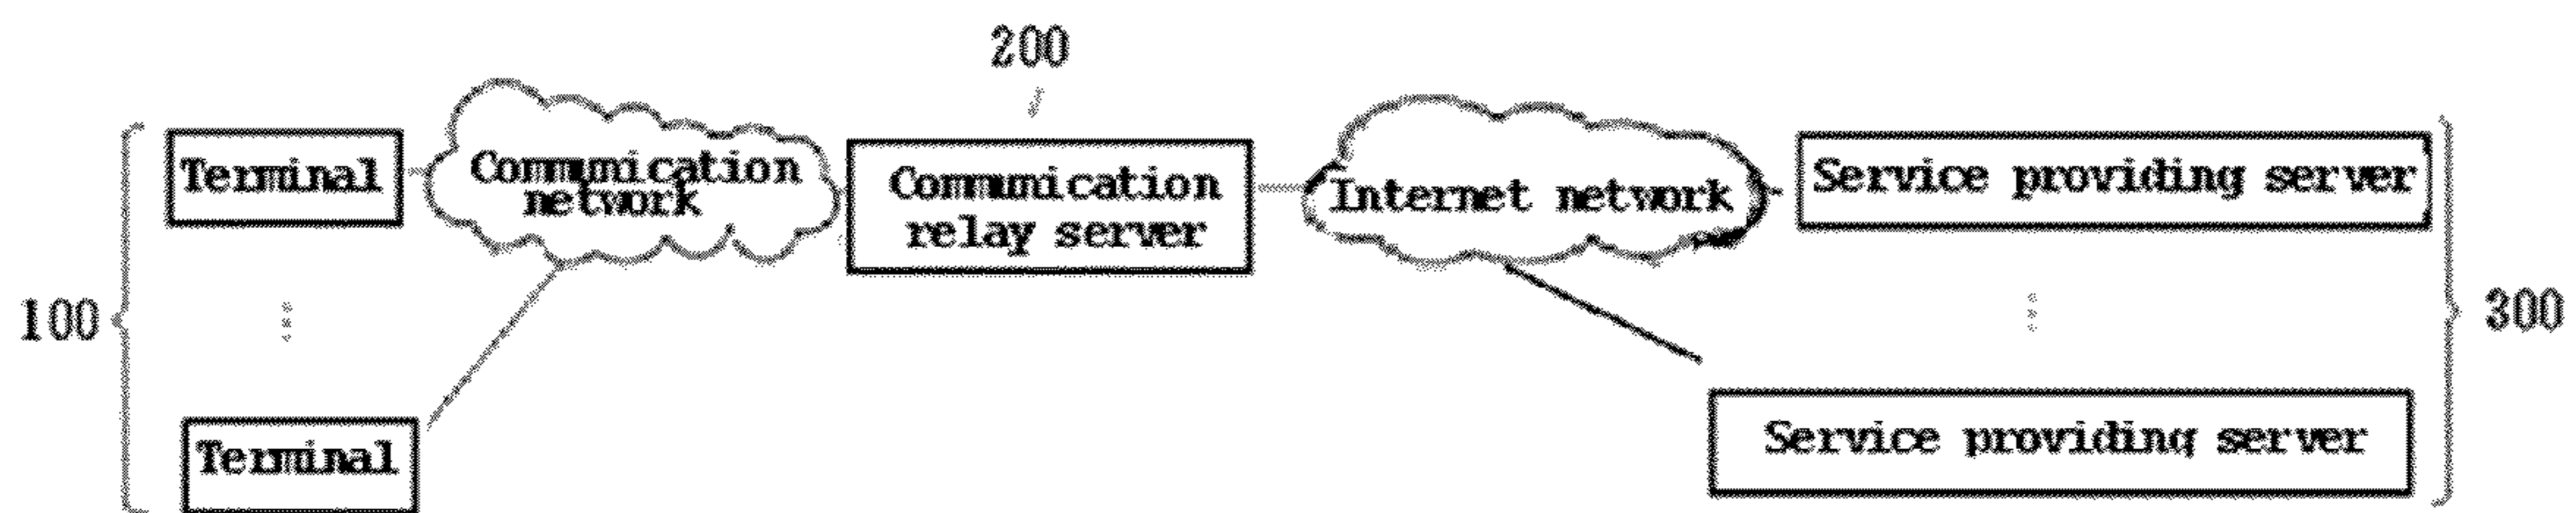 200
Terminal
Communication
network
Communication
relay server
Internet network
Service providing server
100
300
Terminal
Service providing server